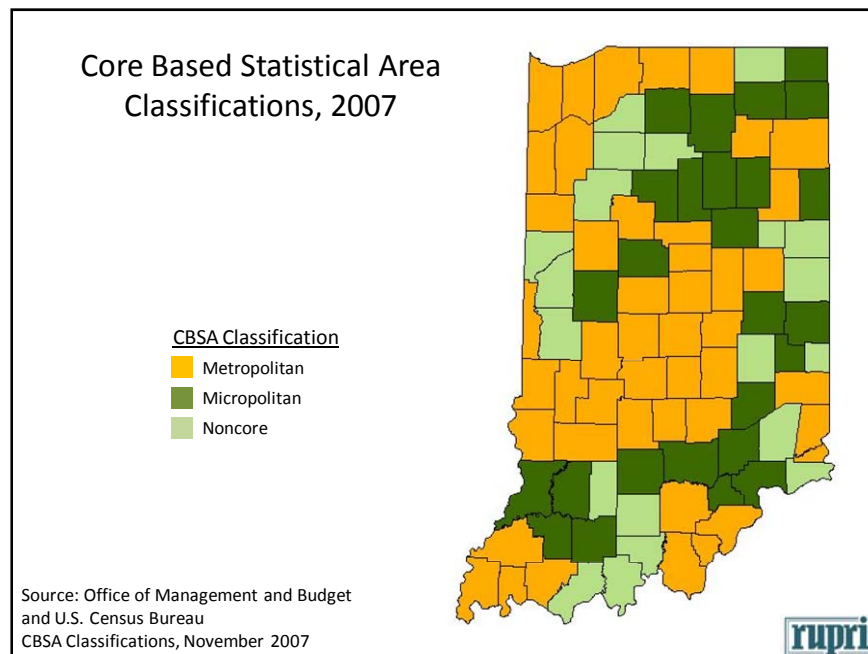 Core Based Statistical Area
Classifications, 2007
CBSA Classification
Metropolitan
Micropolitan
Noncore
Source: Office of Management and Budget
and U.S. Census Bureau
CBSA Classifications, November 2007
rupri